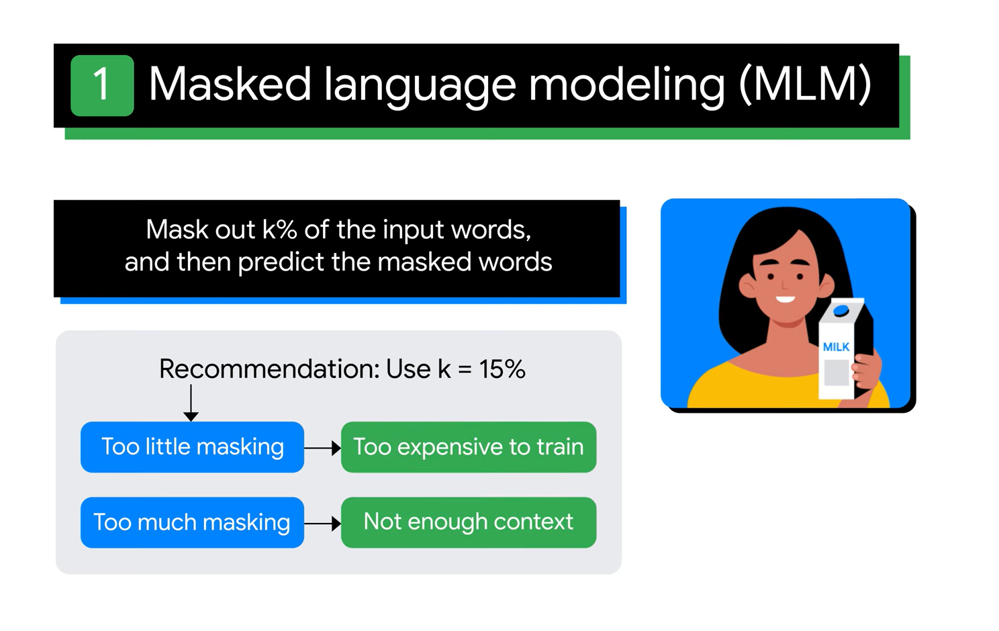 1 Masked language modeling (MLM)
Mask out k% of the input words,
and then predict the masked words
MILK
Recommendation: Use k = 15%
Too little masking
Too expensive to train
Too much masking
Not enough context